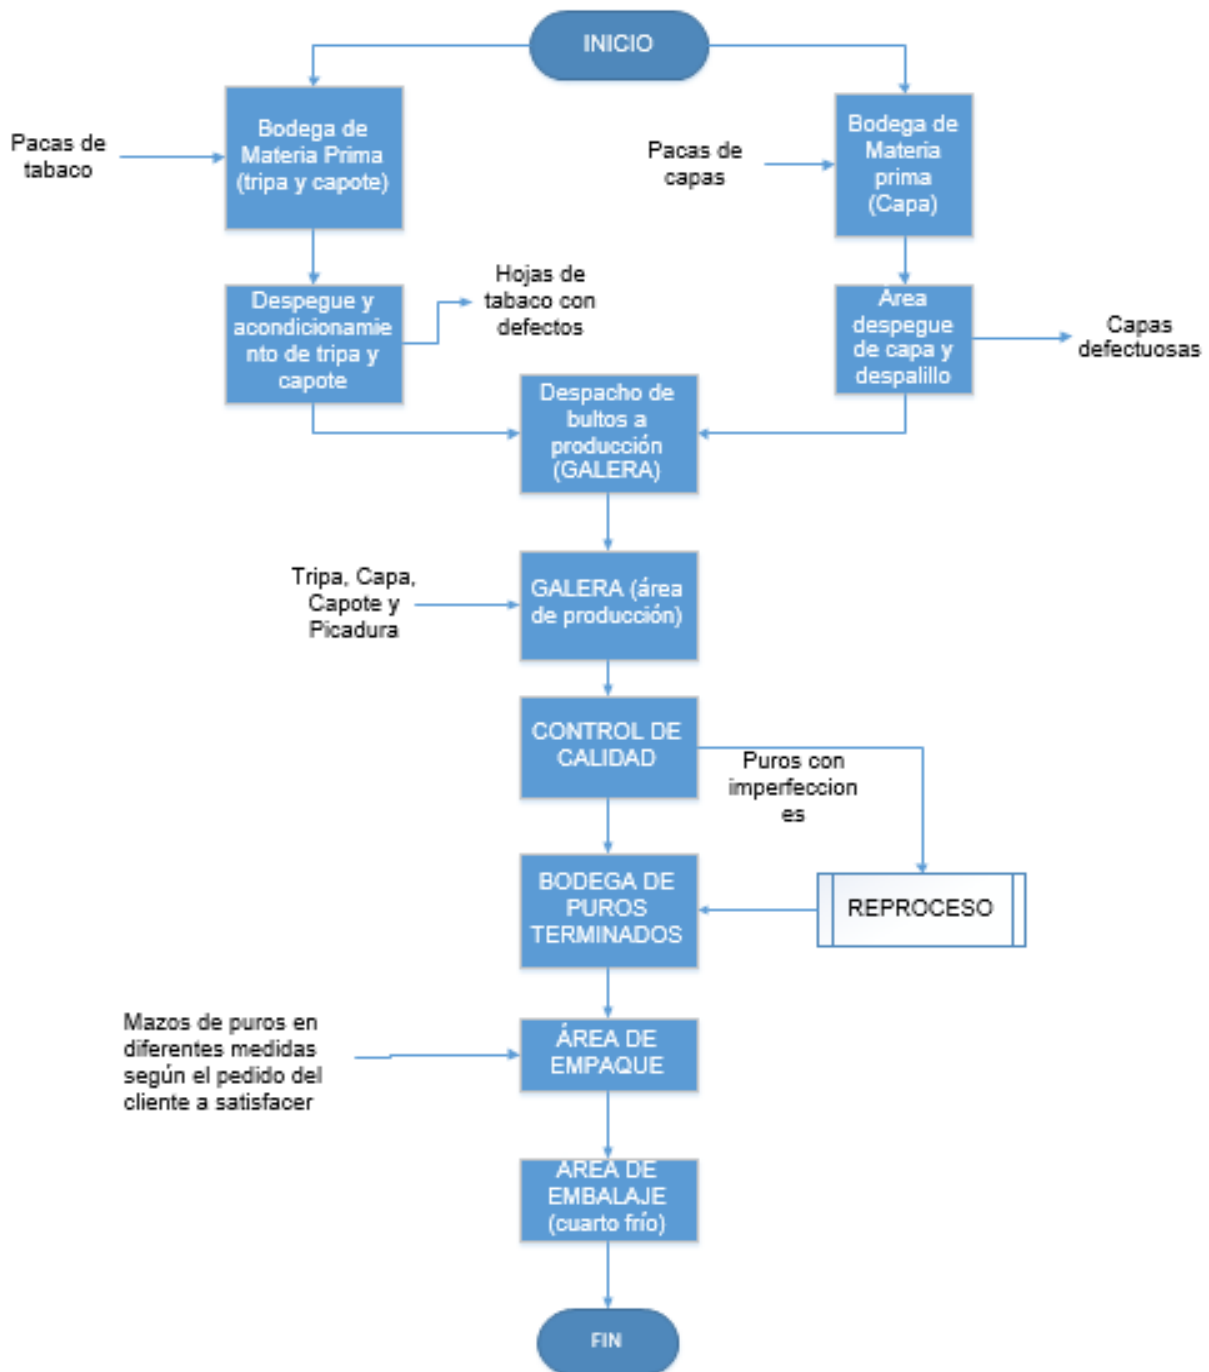 INICIO
Bodega de
Materia Prima
(tripa y capote)
Pacas de
tabaco
Bodega de
Materia
prima
(Capa)
Pacas de
capas
Despegue y
acondicionamie
nto de tripa y
capote
Hojas de
tabaco con
defectos
Área
despegue
de capa y
despalillo
Capas
defectuosas
Despacho de
bultos a
producción
(GALERA)
Tripa, Capa,
Capote y
Picadura
GALERA (área
de producción)
CONTROL DE
CALIDAD
Puros con
imperfeccion
es
BODEGA DE
PUROS
TERMINADOS
REPROCESO
Mazos de puros en
diferentes medidas
según el pedido del
cliente a satisfacer
ÁREA DE
EMPAQUE
ÁREA DE
EMBALAJE
(cuarto frío)
FIN